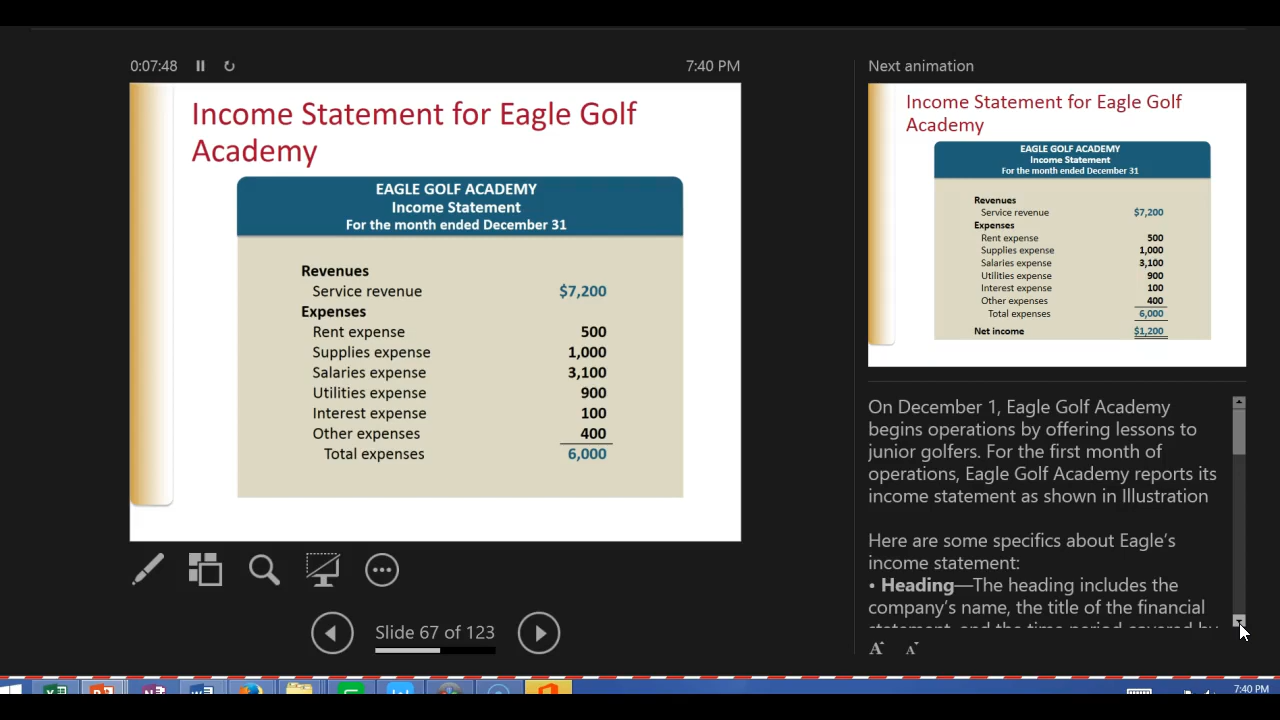 0:07:48
7:40 PM
Income Statement for Eagle Golf
Academy
EAGLE GOLF ACADEMY
Income Statement
For the month ended December 31
Revenues
Service revenue $7,200
Expenses
Rent expense 500
Supplies expense 1,000
Salaries expense 3,100
Utilities expense 900
Interest expense 100
Other expenses 400
Total expenses 6,000
Slide 67 of 123
Next animation
Income Statement for Eagle Golf
Academy
EAGLE GOLF ACADEMY
Income Statement
For the month ended December 31
Revenues
Service revenue $7,200
Expenses
Rent expense 500
Supplies expense 1,000
Salaries expense 3,100
Utilities expense 900
Interest expense 100
Other expenses 400
Total expenses 6,000
Net income $1,200
On December 1, Eagle Golf Academy
begins operations by offering lessons to
junior golfers. For the first month of
operations, Eagle Golf Academy reports its
income statement as shown in Illustration
Here are some specifics about Eagle’s
income statement:
• Heading—The heading includes the
company’s name, the title of the financial
statement, and the time period covered by
A A
7:40 PM